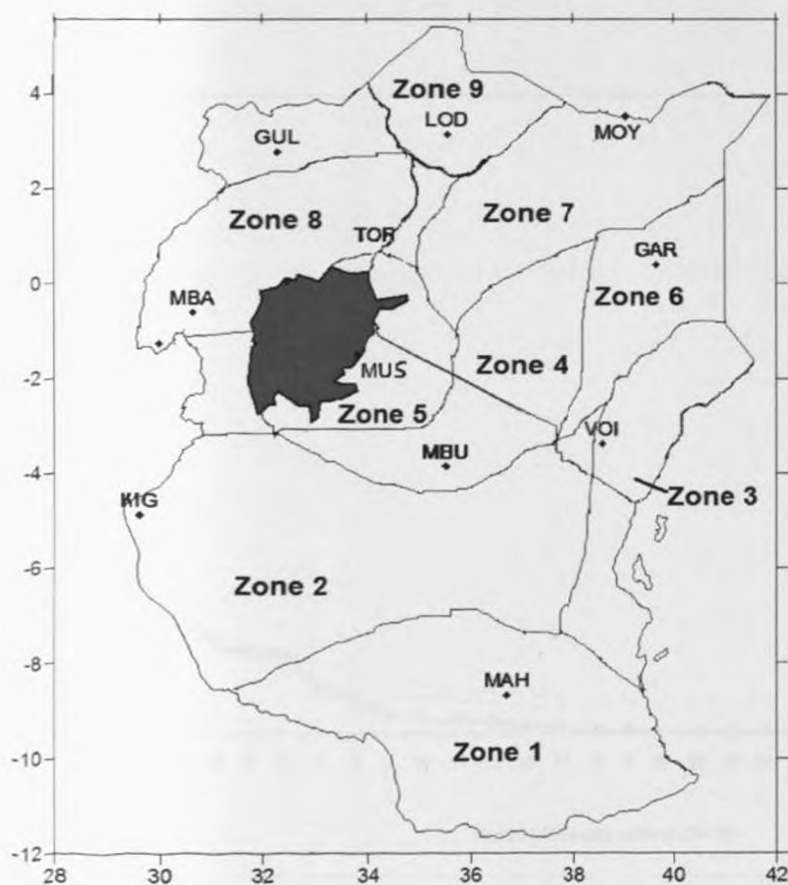 Zone 9
4
LOD
MOY
GUL
2
Zone 8
Zone 7
TOR
GAR
0
MBA
Zone 6
Zone 4
-2
MUS
Zone 5
VOI
MBU
-4
Zone 3
KIG
-6
Zone 2
-8
MAH
-10
Zone 1
-12
28 30 32 34 36 38 40 42